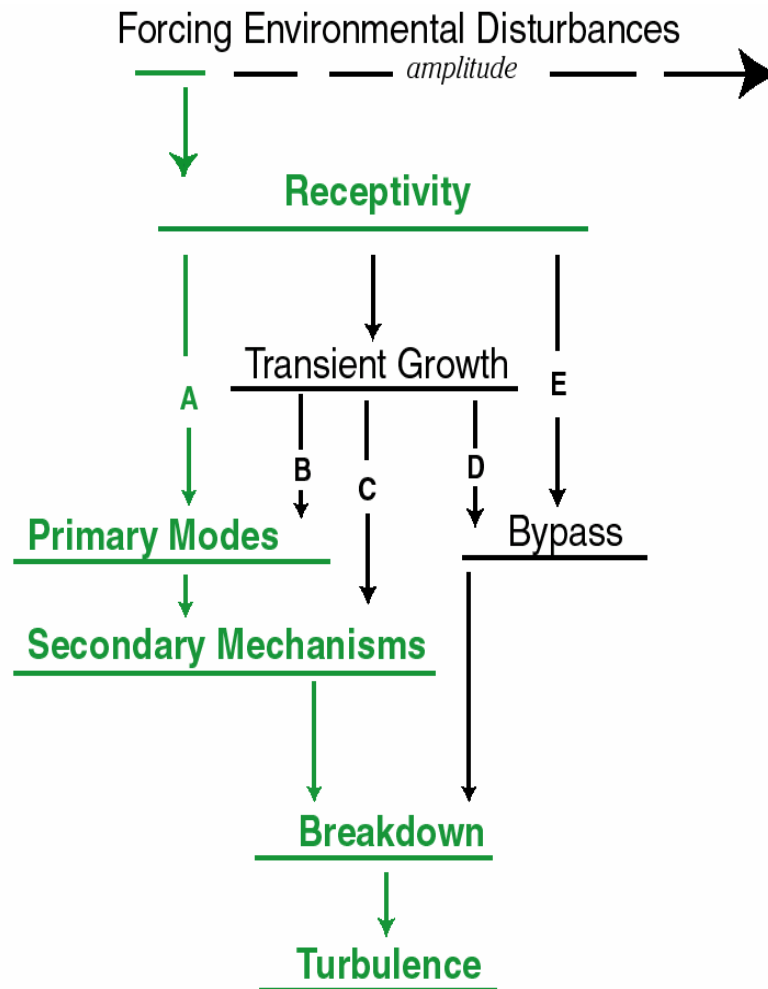 Forcing Environmental Disturbances
amplitude
Receptivity
Transient Growth
A
E
B
C
D
Primary Modes
Bypass
Secondary Mechanisms
Breakdown
Turbulence